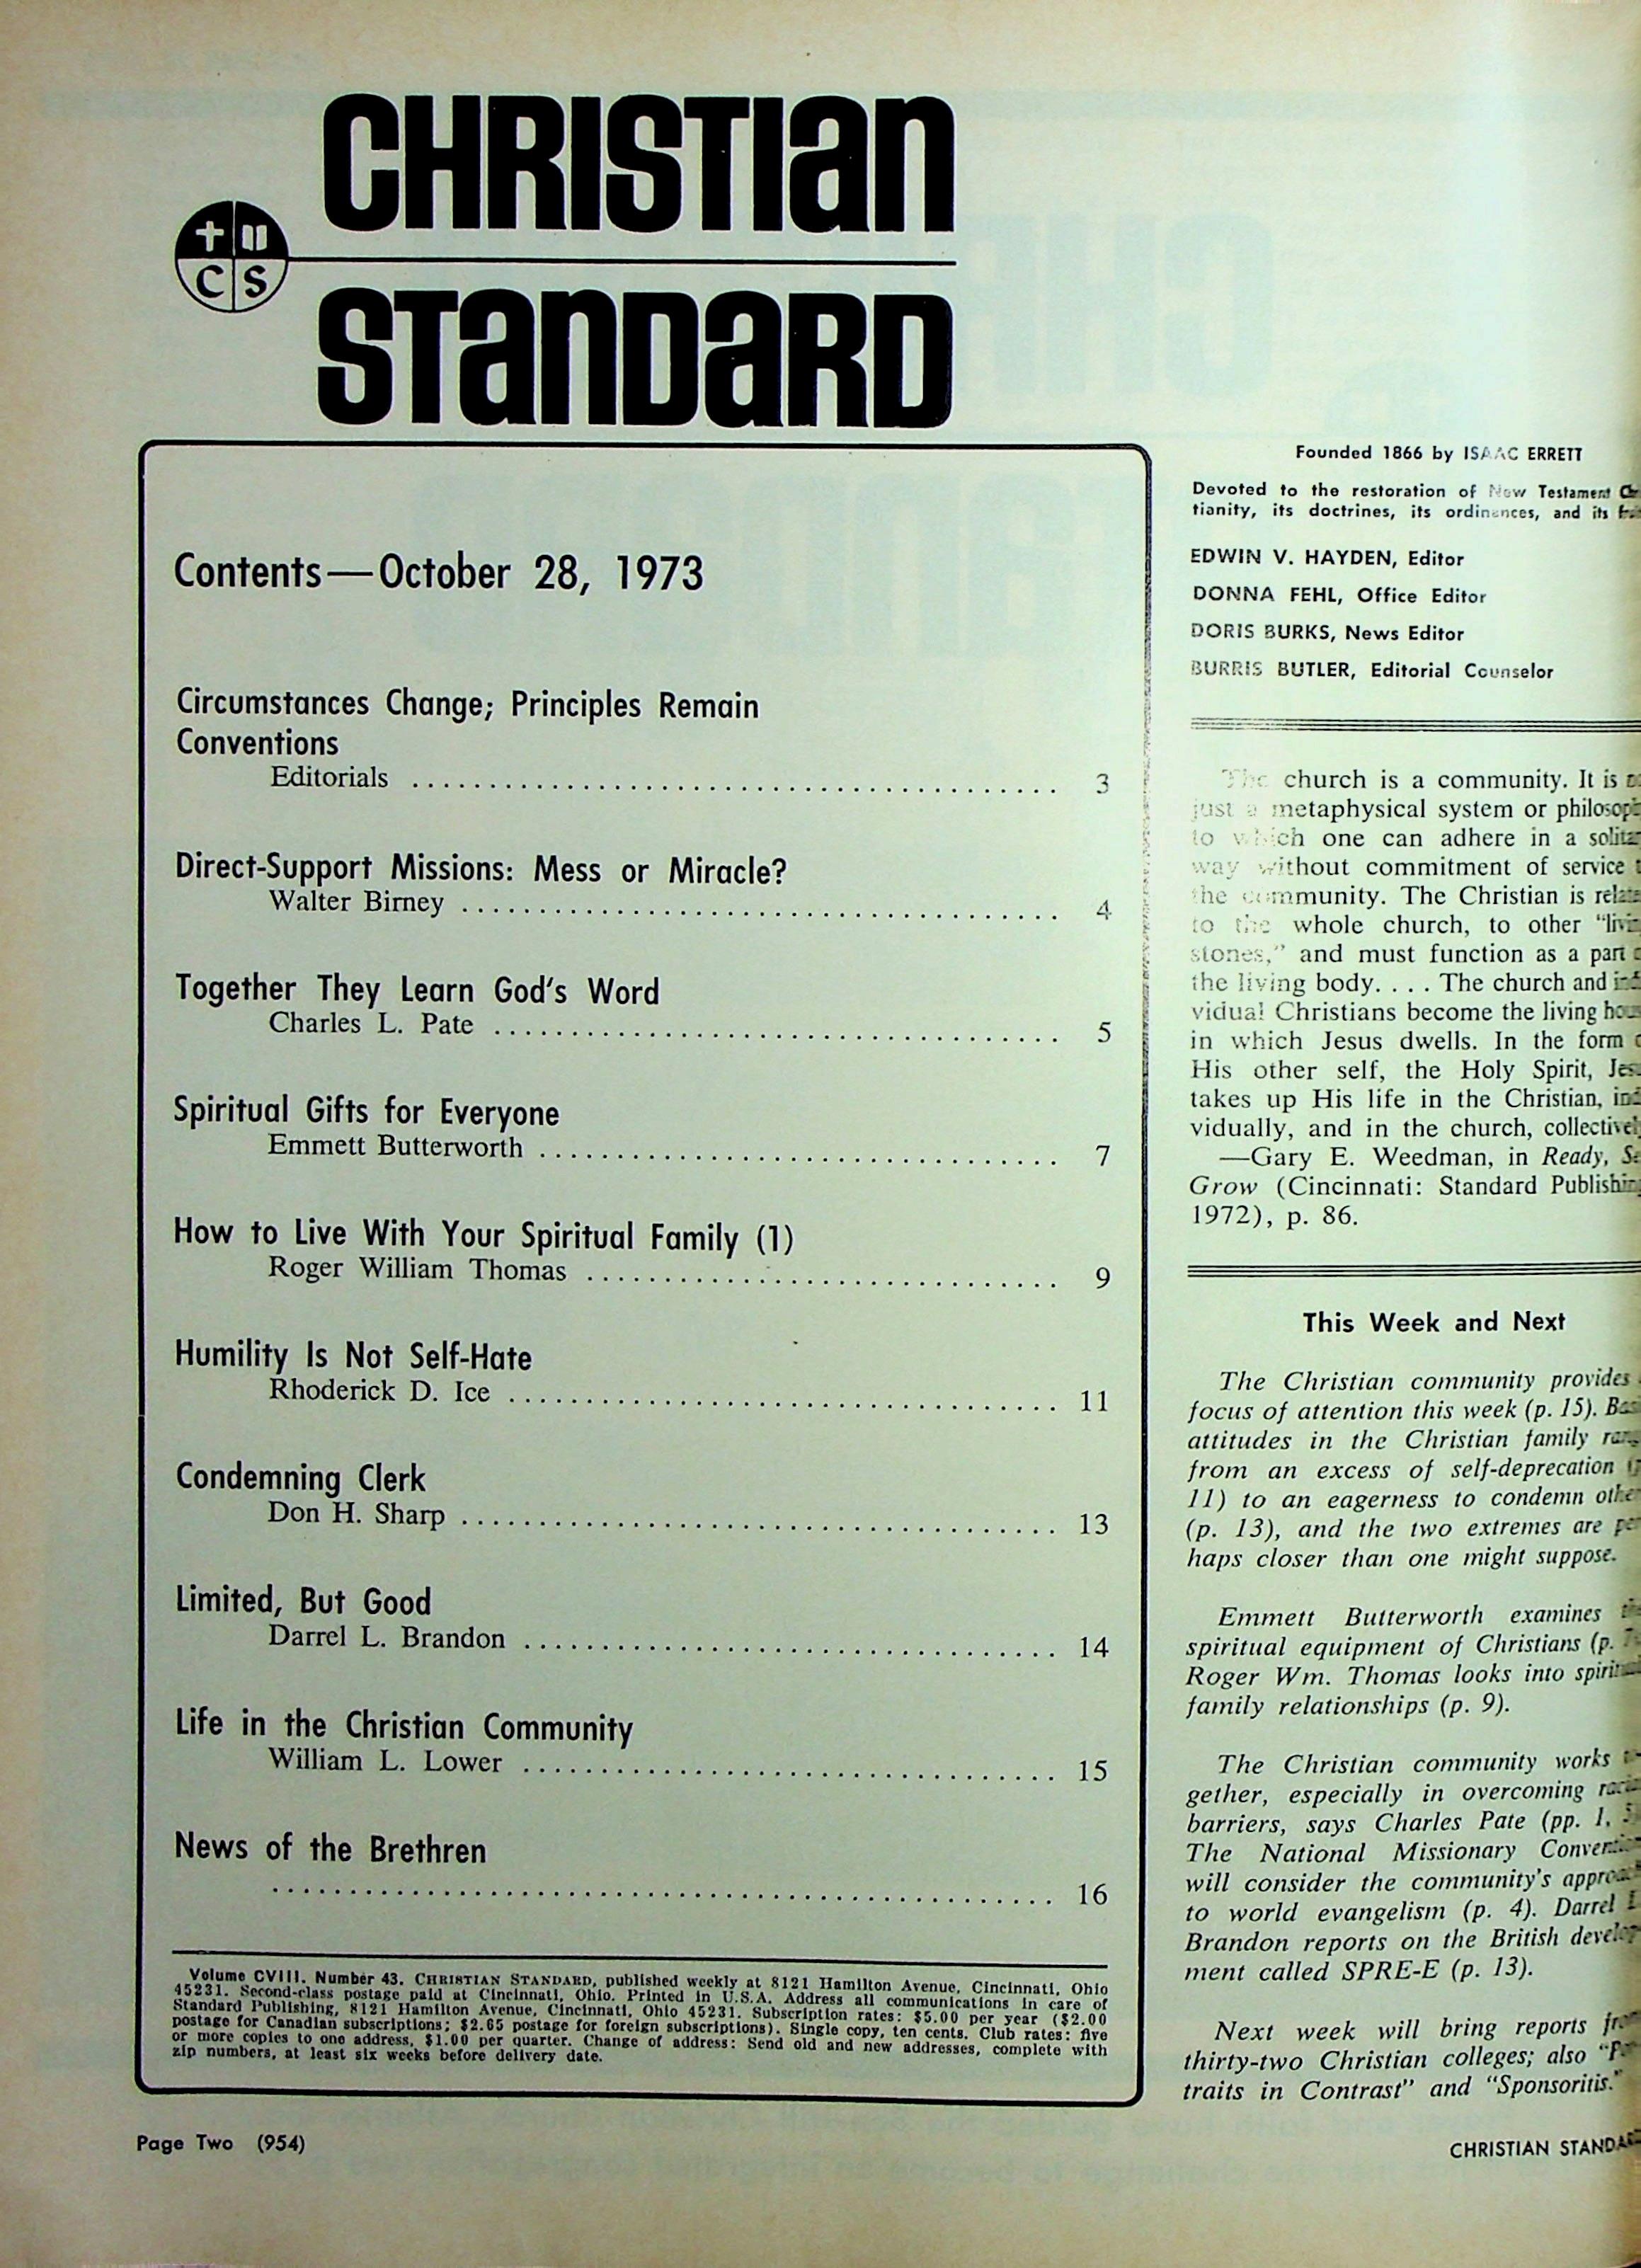 CHRISTIAN
C S
STANDARD
Contents—October 28, 1973
Circumstances Change; Principles Remain
Conventions
Editorials ........................................... 3
Direct-Support Missions: Mess or Miracle?
Walter Birney ........................................ 4
Together They Learn God's Word
Charles L. Pate ...................................... 5
Spiritual Gifts for Everyone
Emmett Butterworth ................................... 7
How to Live With Your Spiritual Family (1)
Roger William Thomas ............................... 9
Humility Is Not Self-Hate
Rhoderick D. Ice ..................................... 11
Condemning Clerk
Don H. Sharp ........................................ 13
Limited, But Good
Darrel L. Brandon .................................... 14
Life in the Christian Community
William L. Lower .................................... 15
News of the Brethren
.................................................... 16
Volume CVIII. Number 43. CHRISTIAN STANDARD, published weekly at 8121 Hamilton Avenue, Cincinnati, Ohio
45231. Second-class postage paid at Cincinnati, Ohio. Printed in U.S.A. Address all communications in care of
Standard Publishing, 8121 Hamilton Avenue, Cincinnati, Ohio 45231. Subscription rates: $5.00 per year ($2.00
postage for Canadian subscriptions; $2.65 postage for foreign subscriptions). Single copy, ten cents. Club rates: five
or more copies to one address, $1.00 per quarter. Change of address: Send old and new addresses, complete with
zip numbers, at least six weeks before delivery date.
Page Two (954)
Founded 1866 by ISAAC ERRETT
Devoted to the restoration of New Testament
tianity, its doctrines, its ordinances, and its
EDWIN V. HAYDEN, Editor
DONNA FEHL, Office Editor
DORIS BURKS, News Editor
BURRIS BUTLER, Editorial Counselor
The church is a community. It is
just a metaphysical system or
to which one can adhere in a
way without commitment of service
the community. The Christian is
to the whole church, to other
stones," and must function as a part
the living body. . . . The church and
vidual Christians become the living
in which Jesus dwells. In the form
His other self, the Holy Spirit,
takes up His life in the Christian,
vidually, and in the church,
—Gary E. Weedman, in Ready,
Grow (Cincinnati: Standard
1972), p. 86.
This Week and Next
The Christian community provides
focus of attention this week (p. 15).
attitudes in the Christian family
from an excess of self-deprecation
11) to an eagerness to condemn
(p. 13), and the two extremes are
haps closer than one might suppose.
Emmett Butterworth examines
spiritual equipment of Christians (p.
Roger Wm. Thomas looks into
family relationships (p. 9).
The Christian community works
gether, especially in overcoming
barriers, says Charles Pate (pp. 1,
The National Missionary
will consider the community's
to world evangelism (p. 4). Darrel
Brandon reports on the British
ment called SPRE-E (p. 13).
Next week will bring reports
thirty-two Christian colleges; also
traits in Contrast" and "Sponsoritis."
CHRISTIAN